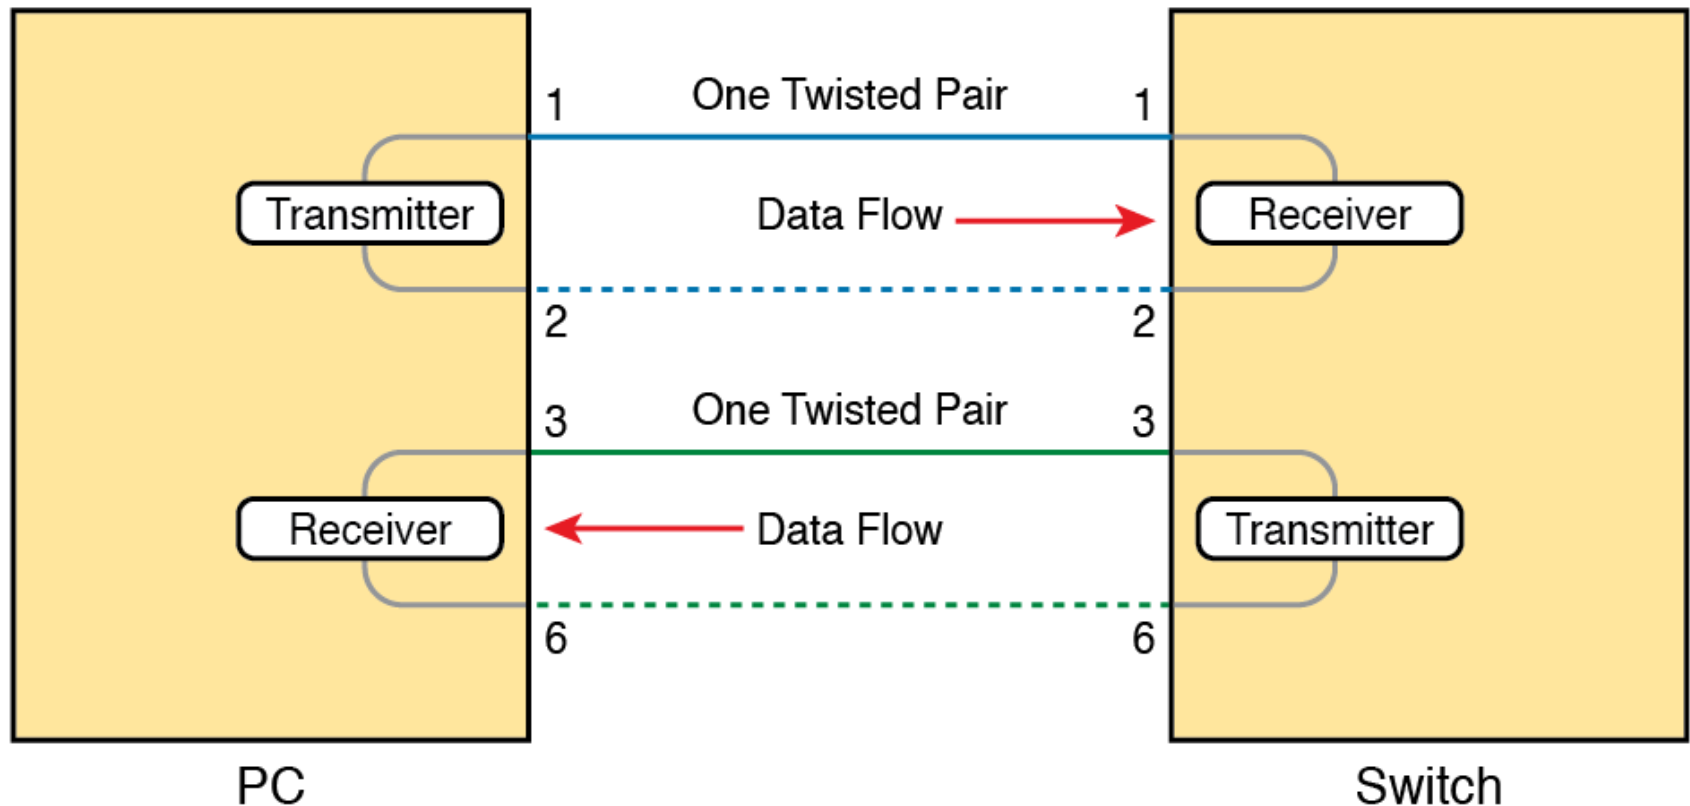 1 One Twisted Pair 1
Transmitter Data Flow Receiver
2 2
3 One Twisted Pair 3
Receiver Data Flow Transmitter
6 6
PC Switch